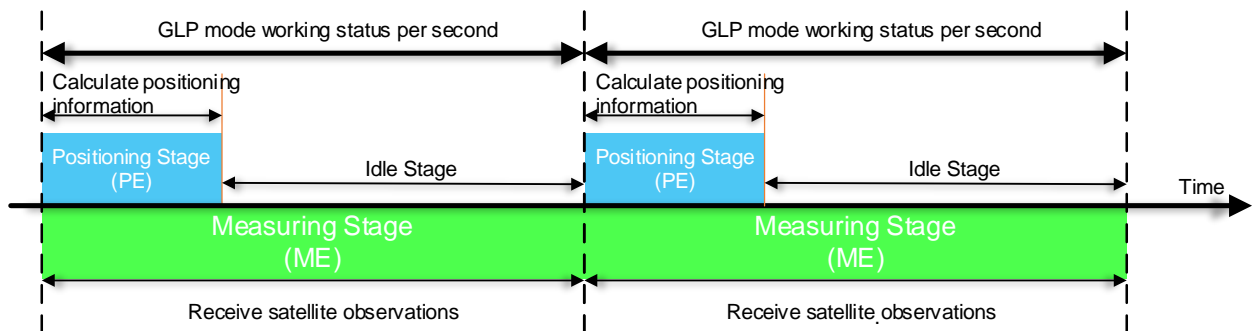 GLP mode working status per second
GLP mode working status per second
Calculate positioning
information
Calculate positioning
information
Positioning Stage
(PE)
Positioning Stage
(PE)
Idle Stage
Idle Stage
Time
Measuring Stage
(ME)
Measuring Stage
(ME)
Receive satellite observations
Receive satellite observations